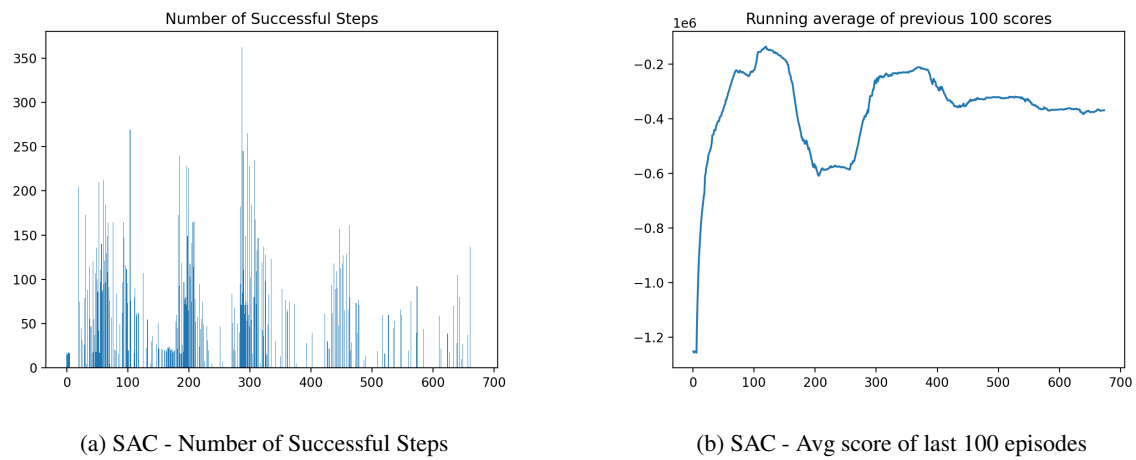 Number of Successful Steps
350
300
250
200
150
100
50
0
0 100 200 300 400 500 600 700
(a) SAC - Number of Successful Steps
Running average of previous 100 scores
1e6
−0.2
−0.4
−0.6
−0.8
−1.0
−1.2
0 100 200 300 400 500 600 700
(b) SAC - Avg score of last 100 episodes